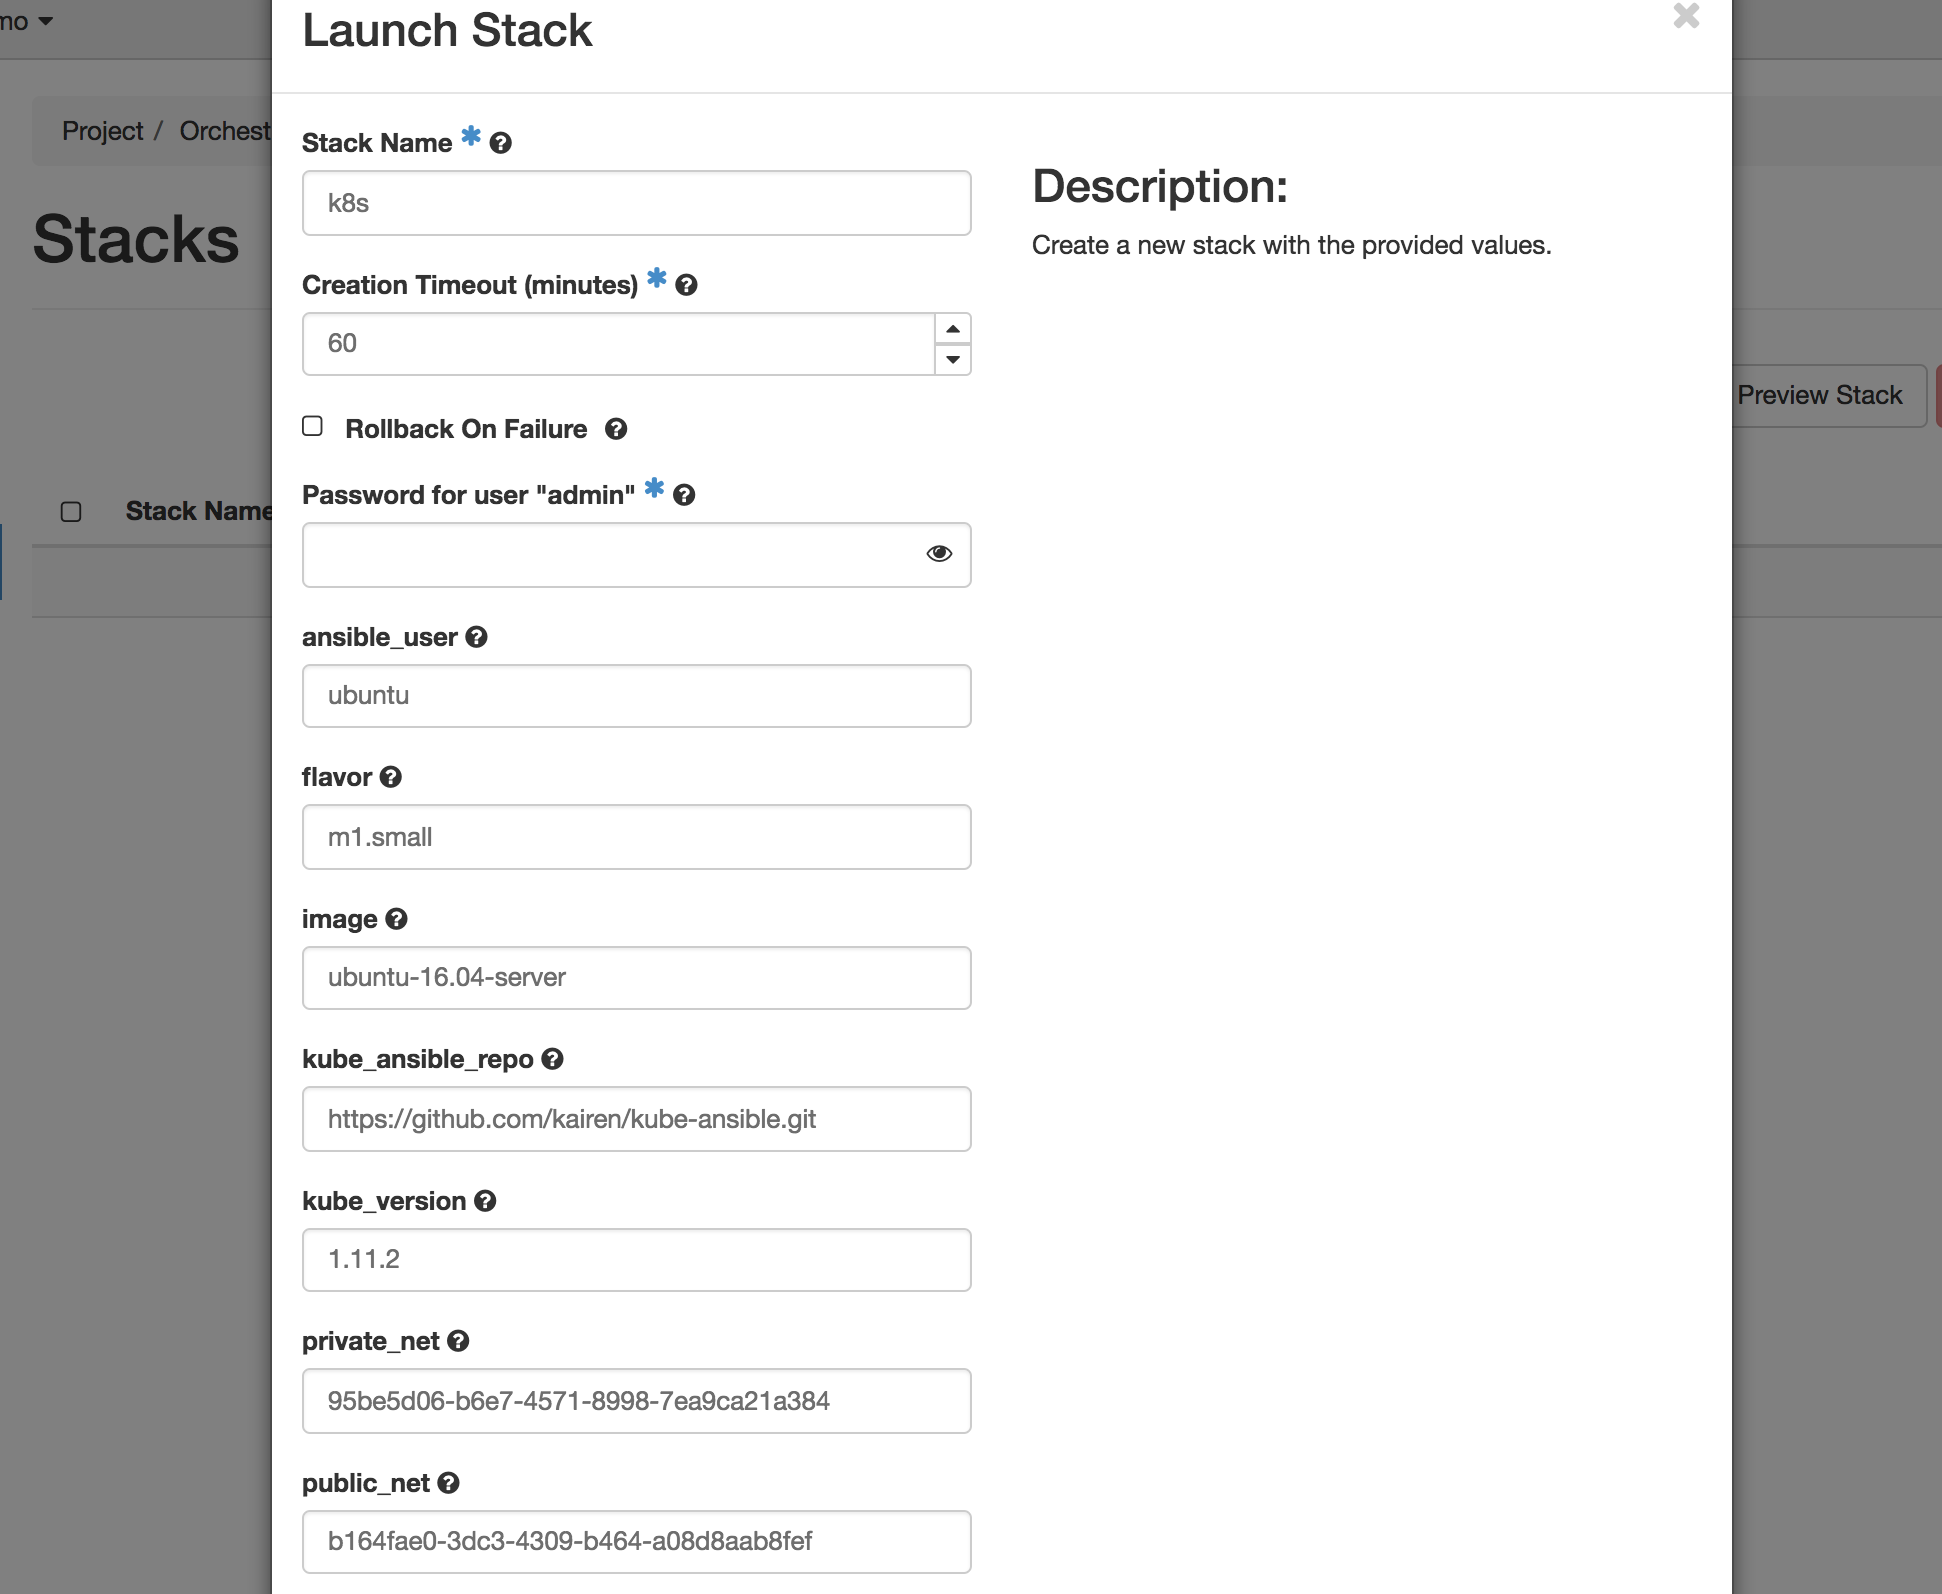 mo
Launch Stack
Project / Orchest
Stacks
Preview Stack
Stack Name
Stack Name *
k8s
Creation Timeout (minutes) *
60
Rollback On Failure
Password for user "admin" *
ansible_user
ubuntu
flavor
m1.small
image
ubuntu-16.04-server
kube_ansible_repo
https://github.com/kairen/kube-ansible.git
kube_version
1.11.2
private_net
95be5d06-b6e7-4571-8998-7ea9ca21a384
public_net
b164fae0-3dc3-4309-b464-a08d8aab8fef
Description:
Create a new stack with the provided values.